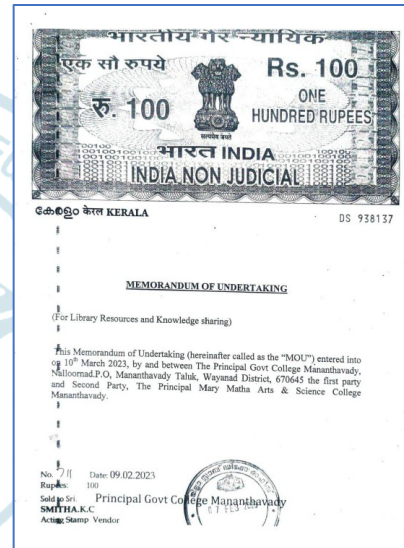 भारतीय गैर न्यायिक
एक सौ रुपये
Rs. 100
रु. 100
ONE
HUNDRED RUPEES
सत्यमेव जयते
भारत INDIA
INDIA NON JUDICIAL
കേരളം केरल KERALA
DS 938137
MEMORANDUM OF UNDERTAKING
(For Library Resources and Knowledge sharing)
This Memorandum of Undertaking (hereinafter called as the “MOU”) entered into
on 10th March 2023, by and between The Principal Govt College Mananthavady,
Nalloornad.P.O, Mananthavady Taluk, Wayanad District, 670645 the first party
and Second Party, The Principal Mary Matha Arts & Science College
Mananthavady.
No. 711 Date: 09.02.2023
Rupees: 100
Sold to Sri. Principal Govt College Mananthavady
SMITHA.K.C
Acting Stamp Vendor